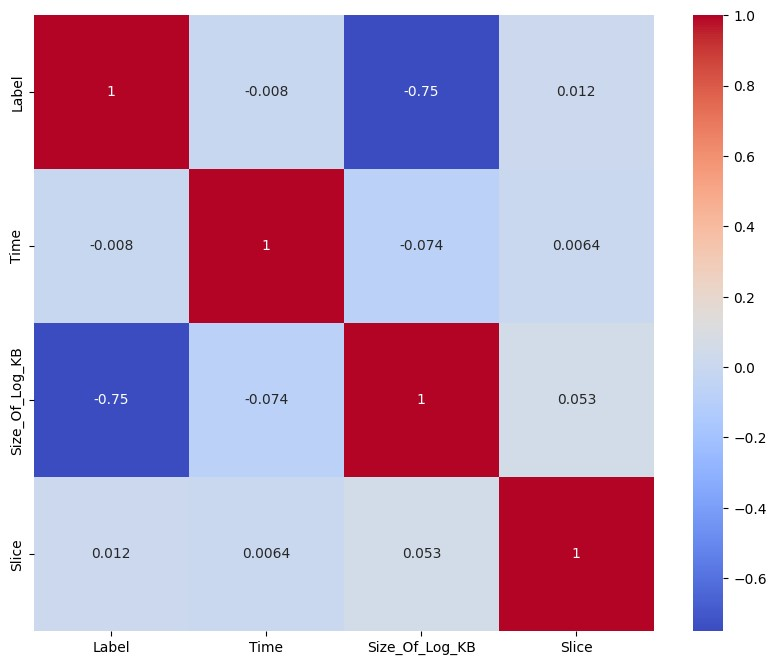 Label 1 -0.008 -0.75 0.012
Time -0.008 1 -0.074 0.0064
Size_Of_Log_KB -0.75 -0.074 1 0.053
Slice 0.012 0.0064 0.053 1
Label Time Size_Of_Log_KB Slice
1.0
0.8
0.6
0.4
0.2
0.0
−0.2
−0.4
−0.6